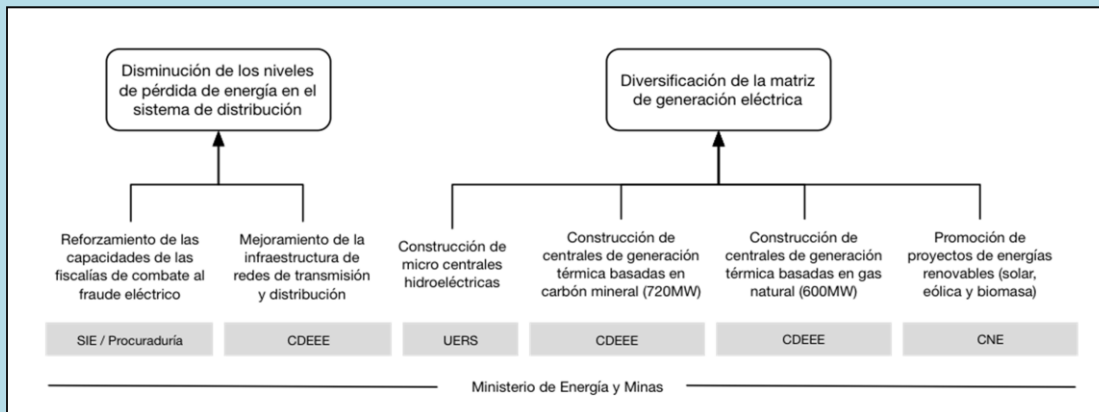 Disminución de los niveles
de pérdida de energía en el
sistema de distribución
Diversificación de la matriz
de generación eléctrica
Reforzamiento de las
capacidades de las
fiscalías de combate al
fraude eléctrico
Mejoramiento de la
infraestructura de
redes de transmisión
y distribución
Construcción de
micro centrales
hidroeléctricas
Construcción de
centrales de generación
térmica basadas en
carbón mineral (720MW)
Construcción de
centrales de generación
térmica basadas en gas
natural (600MW)
Promoción de
proyectos de energías
renovables (solar,
eólica y biomasa)
SIE / Procuraduría
CDEEE
UERS
CDEEE
CDEEE
CNE
Ministerio de Energía y Minas